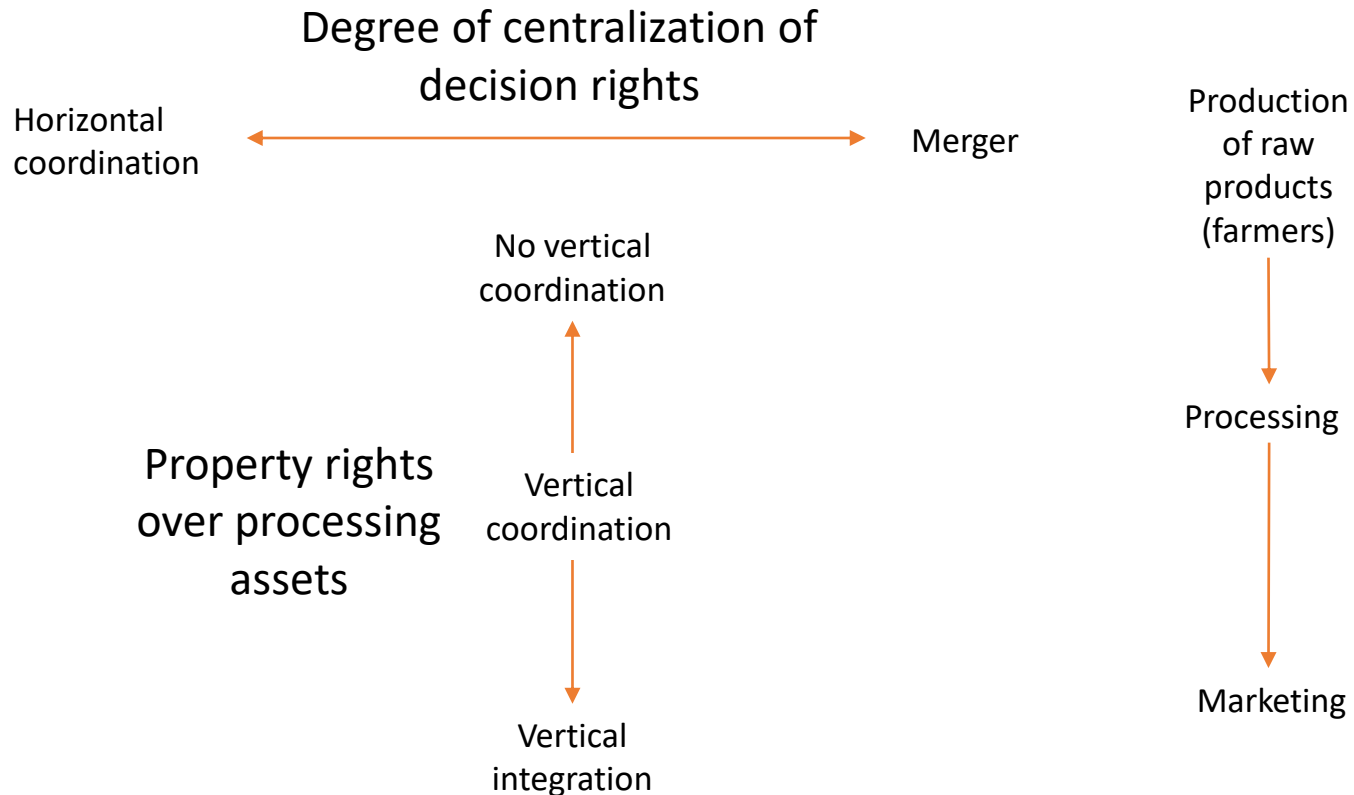 Degree of centralization of
decision rights
Horizontal
coordination
Merger
Production
of raw
products
(farmers)
No vertical
coordination
Processing
Property rights
over processing
assets
Vertical
coordination
Marketing
Vertical
integration